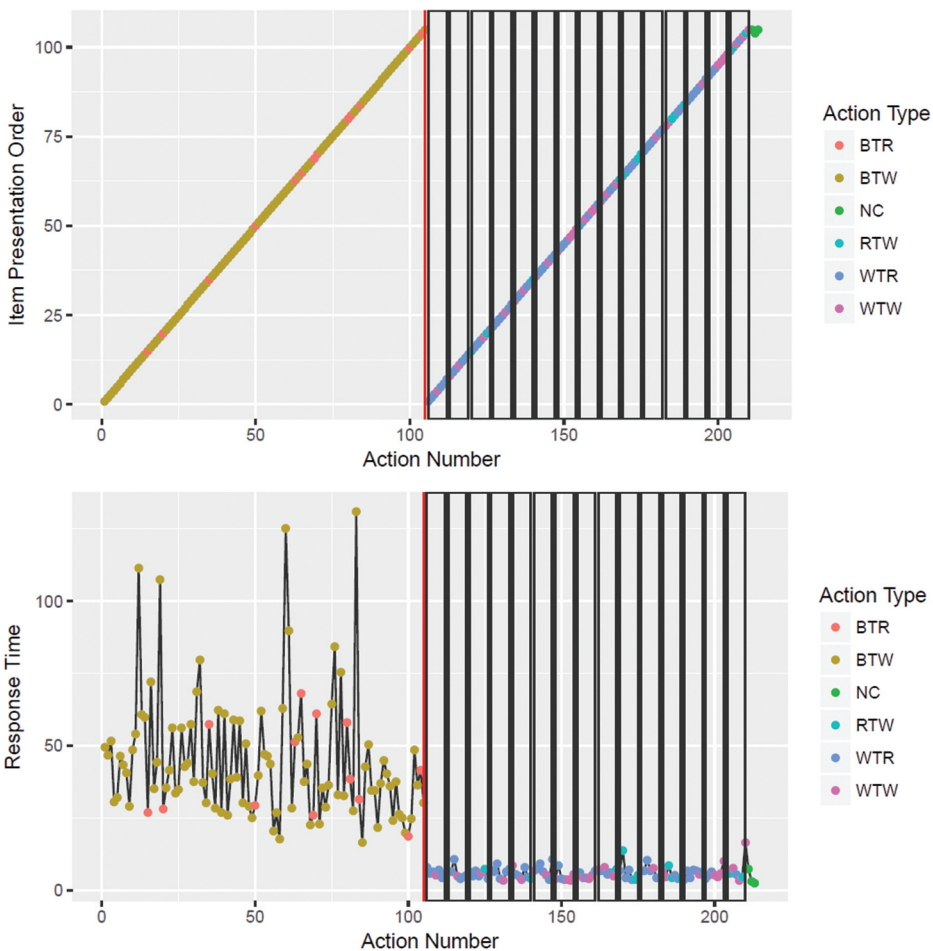 100
75
50
25
0
Item Presentation Order
0
50
100
150
200
Action Number
Action Type
BTR
BTW
NC
RTW
WTR
WTW
100
50
0
Response Time
0
50
100
150
200
Action Number
Action Type
BTR
BTW
NC
RTW
WTR
WTW